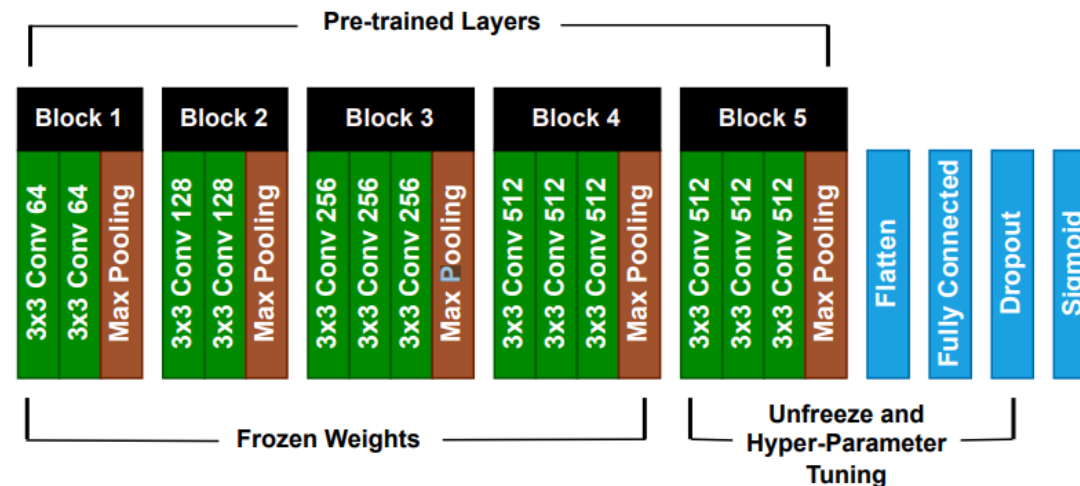 Pre-trained Layers
Block 1
Block 2
Block 3
Block 4
Block 5
3x3 Conv 64
3x3 Conv 64
Max Pooling
3x3 Conv 128
3x3 Conv 128
Max Pooling
3x3 Conv 256
3x3 Conv 256
3x3 Conv 256
Max Pooling
3x3 Conv 512
3x3 Conv 512
3x3 Conv 512
Max Pooling
3x3 Conv 512
3x3 Conv 512
3x3 Conv 512
Max Pooling
Flatten
Fully Connected
Dropout
Sigmoid
Frozen Weights
Unfreeze and
Hyper-Parameter
Tuning